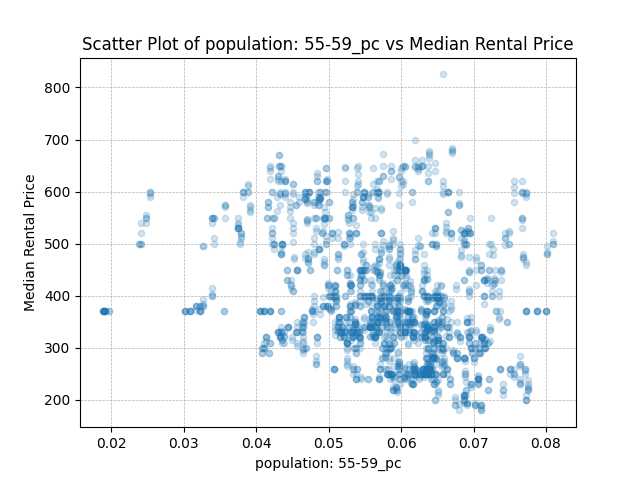 Scatter Plot of population: 55-59_pc vs Median Rental Price
800
700
600
500
400
300
200
Median Rental Price
0.02 0.03 0.04 0.05 0.06 0.07 0.08
population: 55-59_pc